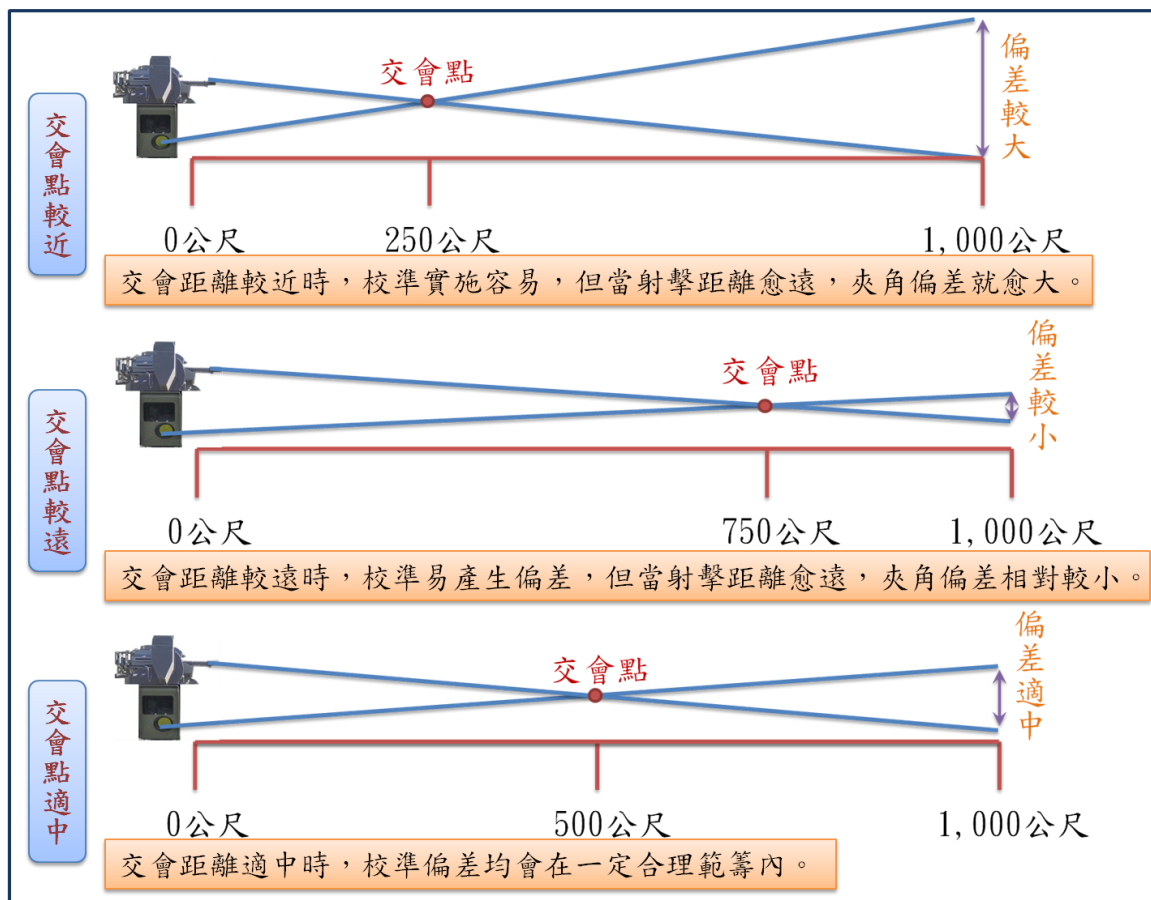 交會點較近
交會點
偏差較大
0公尺
250公尺
1,000公尺
交會距離較近時，校準實施容易，但當射擊距離愈遠，夾角偏差就愈大。
交會點較遠
交會點
偏差較小
0公尺
750公尺
1,000公尺
交會距離較遠時，校準易產生偏差，但當射擊距離愈遠，夾角偏差相對較小。
交會點適中
交會點
偏差適中
0公尺
500公尺
1,000公尺
交會距離適中時，校準偏差均會在一定合理範籌內。